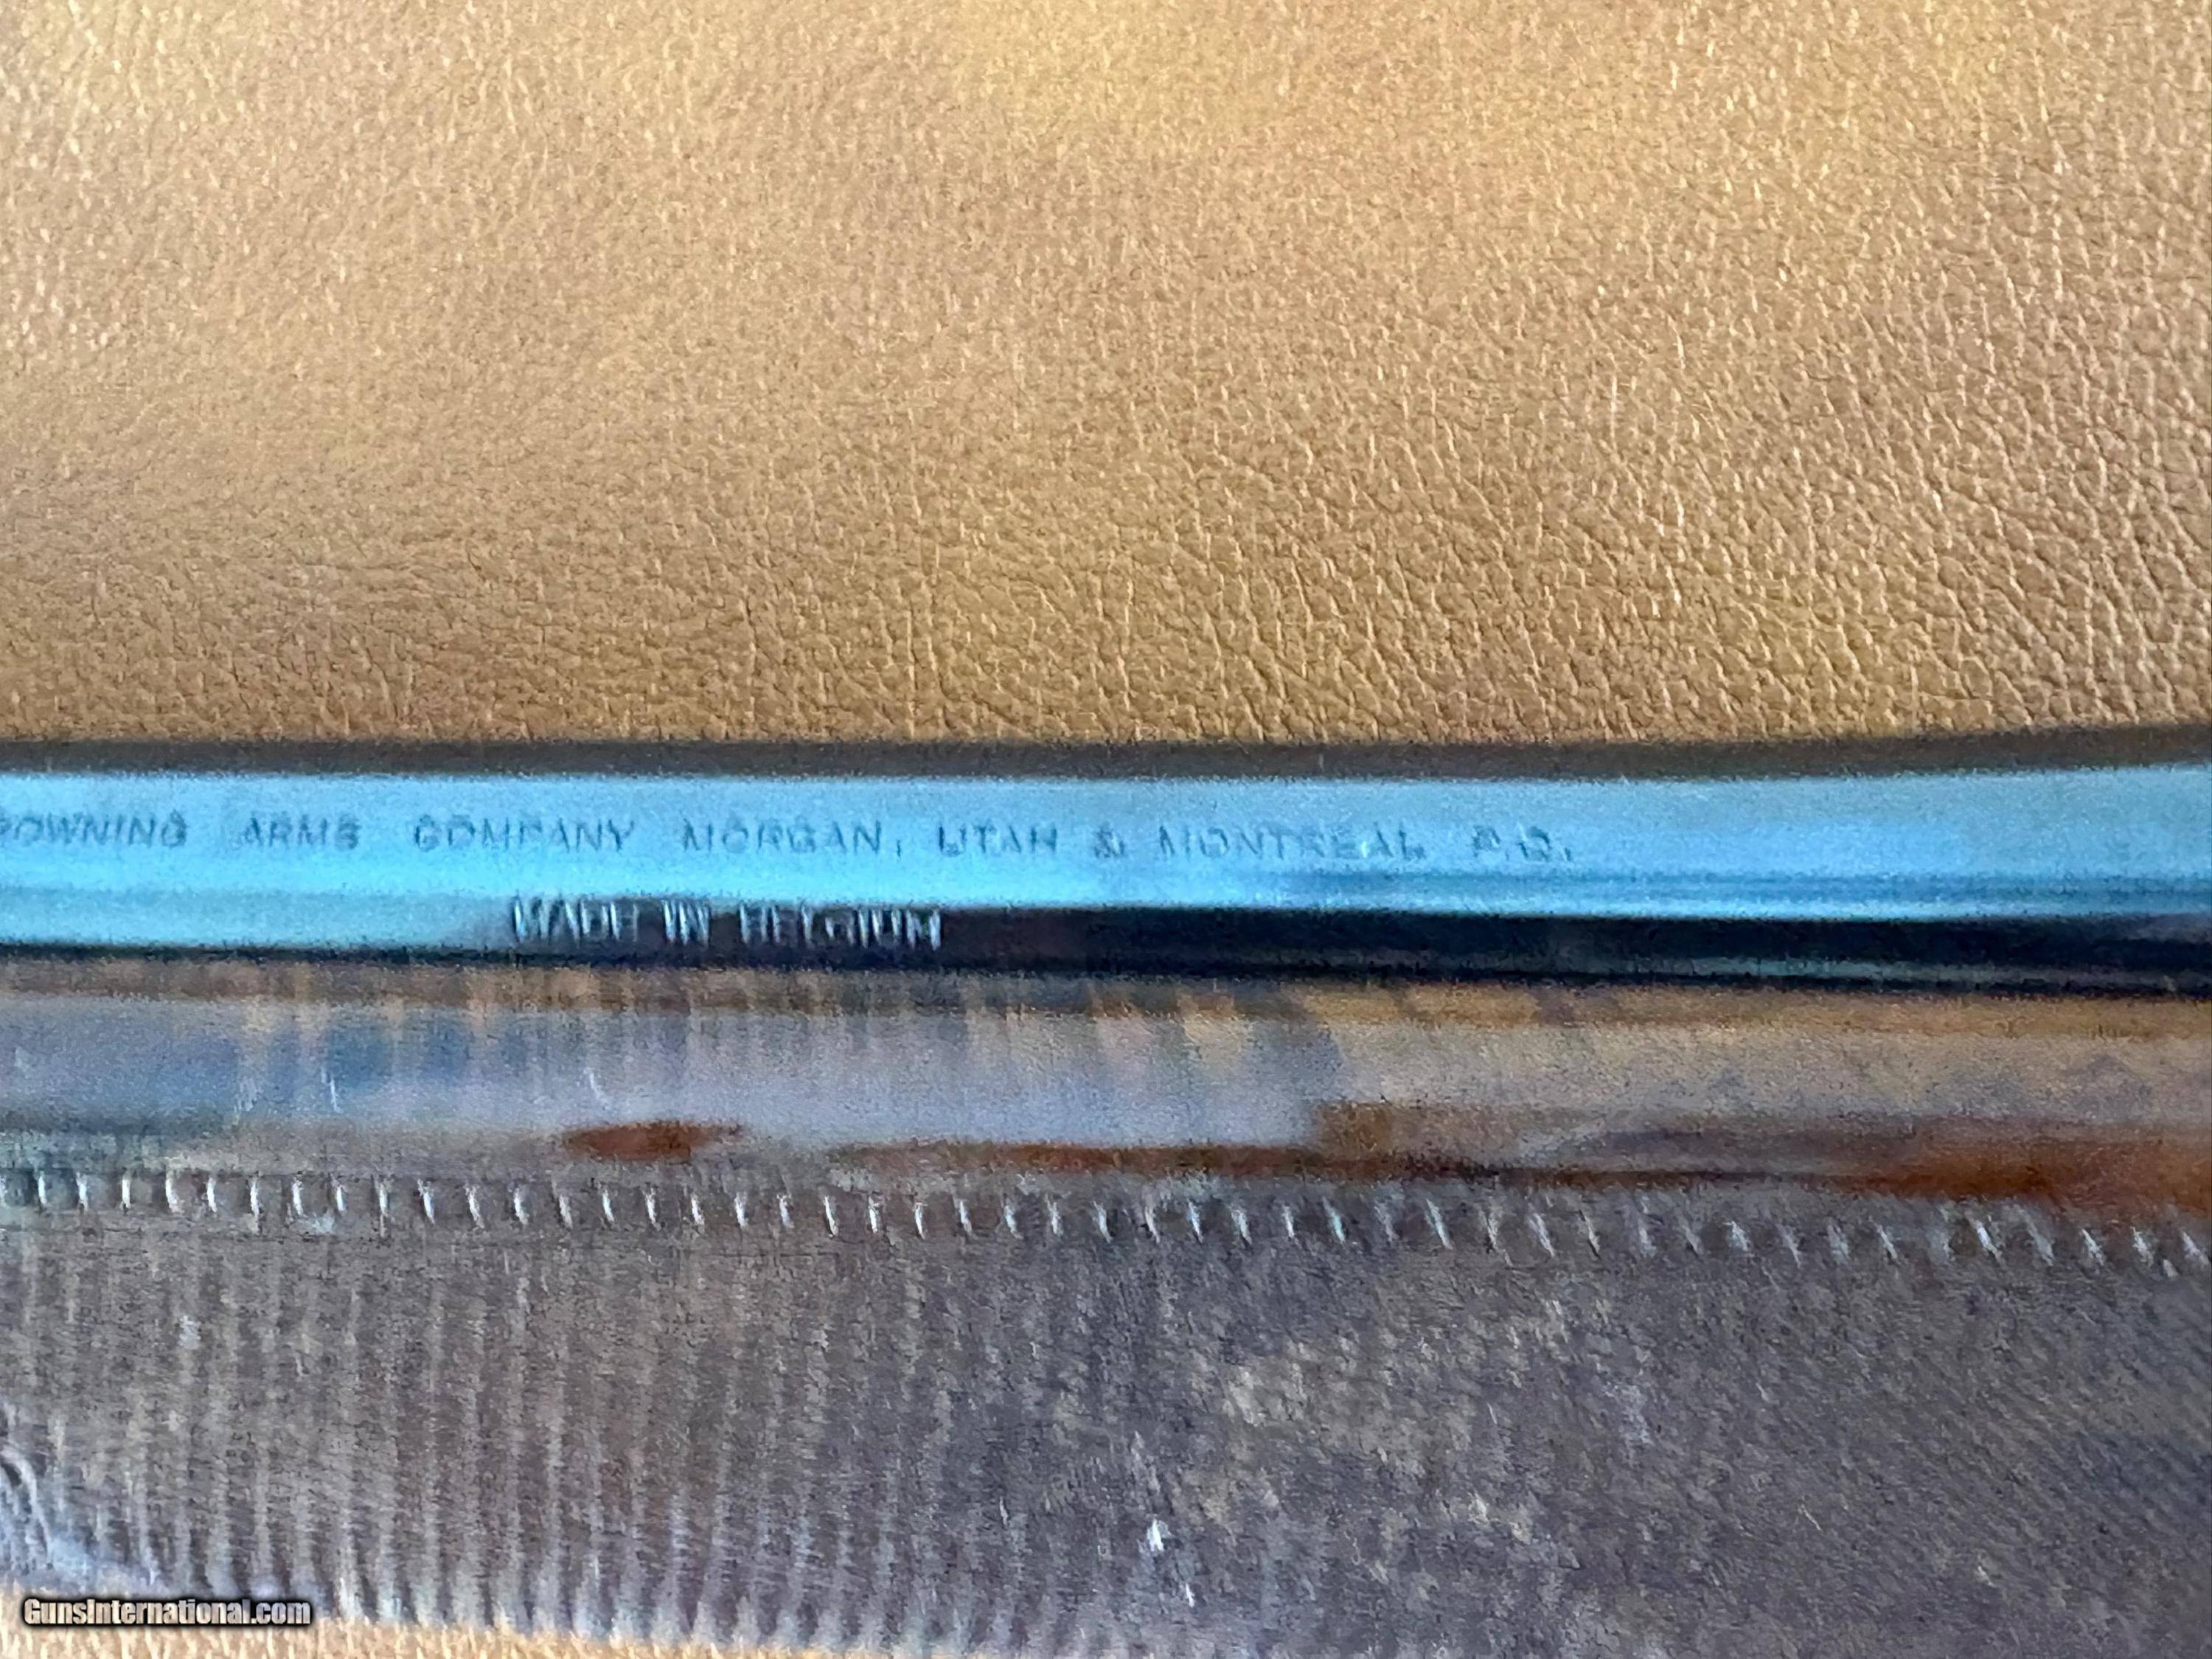 ROWNING ARMS COMPANY MORGAN, UTAH & MONTREAL P.Q.
MADE IN BELGIUM
GunsInternational.com